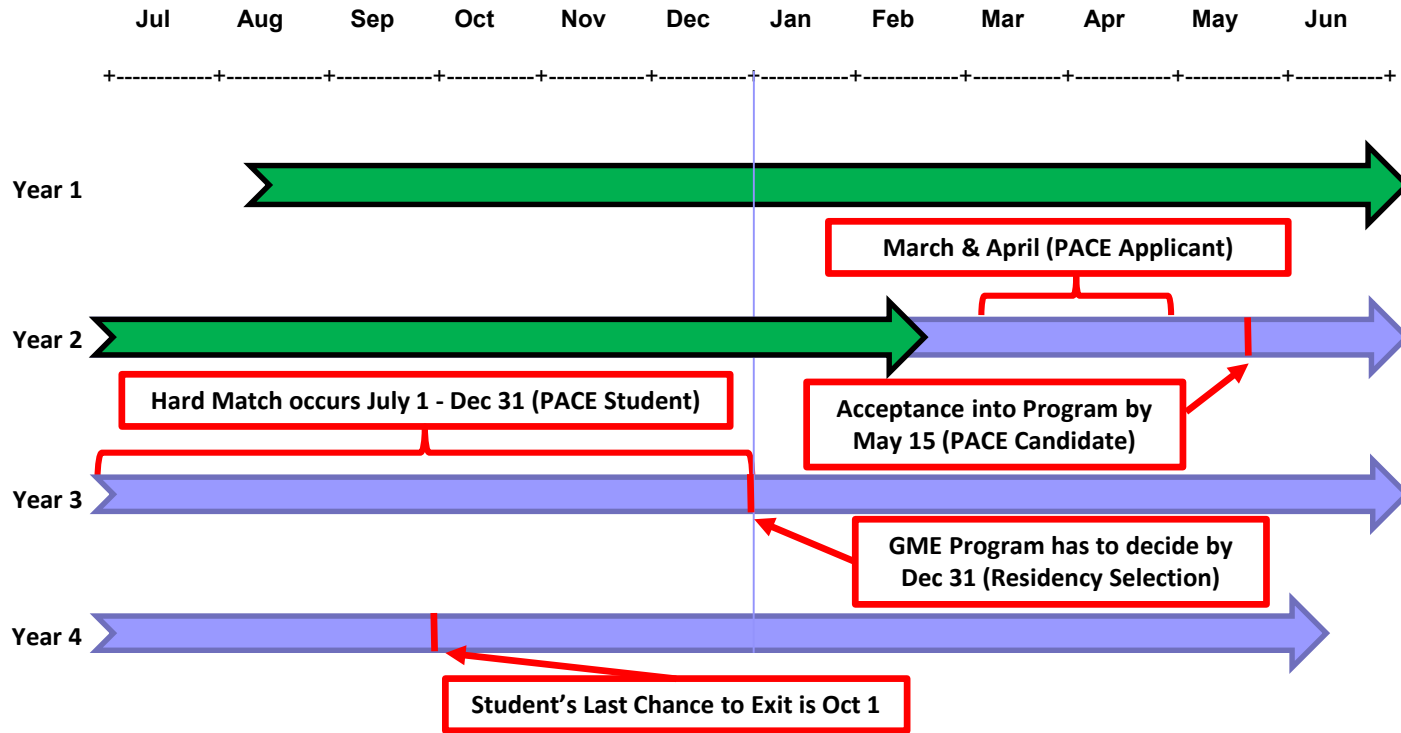 Jul Aug Sep Oct Nov Dec Jan Feb Mar Apr May Jun
+------------+------------+------------+-----------+------------+-----------+-----------+------------+-----------+------------+------------+-----------+
Year 1
March & April (PACE Applicant)
Year 2
Hard Match occurs July 1 - Dec 31 (PACE Student)
Acceptance into Program by
May 15 (PACE Candidate)
Year 3
GME Program has to decide by
Dec 31 (Residency Selection)
Year 4
Student’s Last Chance to Exit is Oct 1